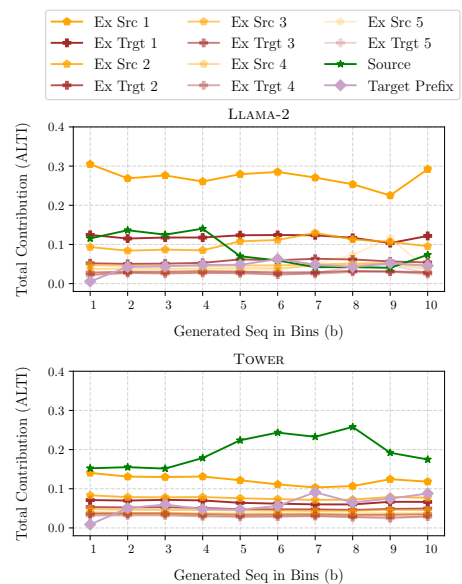 Ex Src 1
Ex Trgt 1
Ex Src 2
Ex Trgt 2
Ex Src 3
Ex Trgt 3
Ex Src 4
Ex Trgt 4
Ex Src 5
Ex Trgt 5
Source
Target Prefix
LLAMA-2
Total Contribution (ALTI)
0.4
0.3
0.2
0.1
0.0
1 2 3 4 5 6 7 8 9 10
Generated Seq in Bins (b)
TOWER
Total Contribution (ALTI)
0.4
0.3
0.2
0.1
0.0
1 2 3 4 5 6 7 8 9 10
Generated Seq in Bins (b)